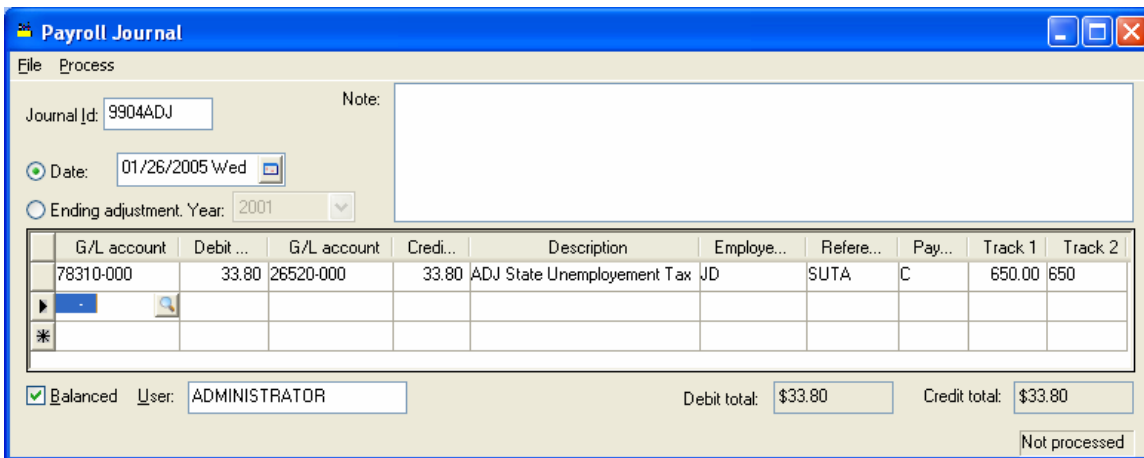 Payroll Journal
File Process
Journal Id: 9904ADJ Note:
Date: 01/26/2005 Wed
Ending adjustment. Year: 2001
G/L account Debit ... G/L account Credi... Description Employe... Refere... Pay... Track 1 Track 2
78310-000 33.80 26520-000 33.80 ADJ State Unemployement Tax JD SUTA C 650.00 650
-
Balanced User: ADMINISTRATOR Debit total: $33.80 Credit total: $33.80
Not processed